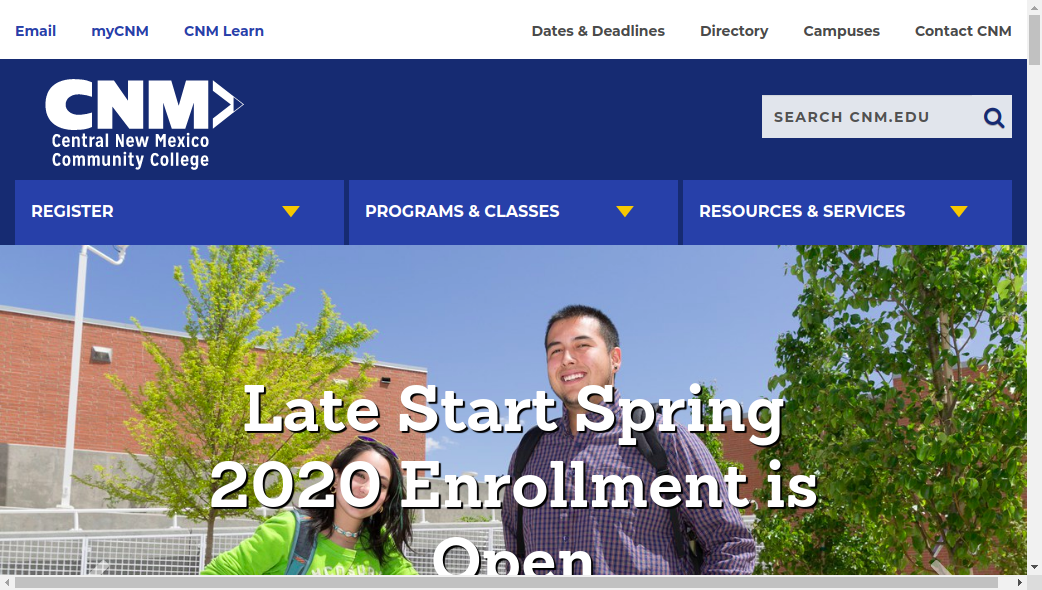 Email myCNM CNM Learn Dates & Deadlines Directory Campuses Contact CNM
CNM
Central New Mexico
Community College
SEARCH CNM.EDU
REGISTER PROGRAMS & CLASSES RESOURCES & SERVICES
Late Start Spring
2020 Enrollment is
Open